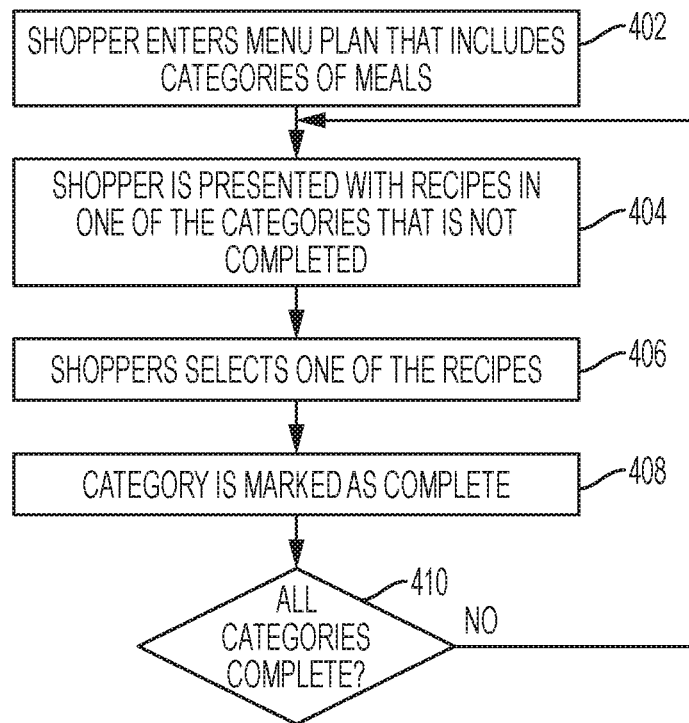 SHOPPER ENTERS MENU PLAN THAT INCLUDES
CATEGORIES OF MEALS
402
SHOPPER IS PRESENTED WITH RECIPES IN
ONE OF THE CATEGORIES THAT IS NOT
COMPLETED
404
SHOPPERS SELECTS ONE OF THE RECIPES
406
CATEGORY IS MARKED AS COMPLETE
408
410
ALL
CATEGORIES
COMPLETE?
NO